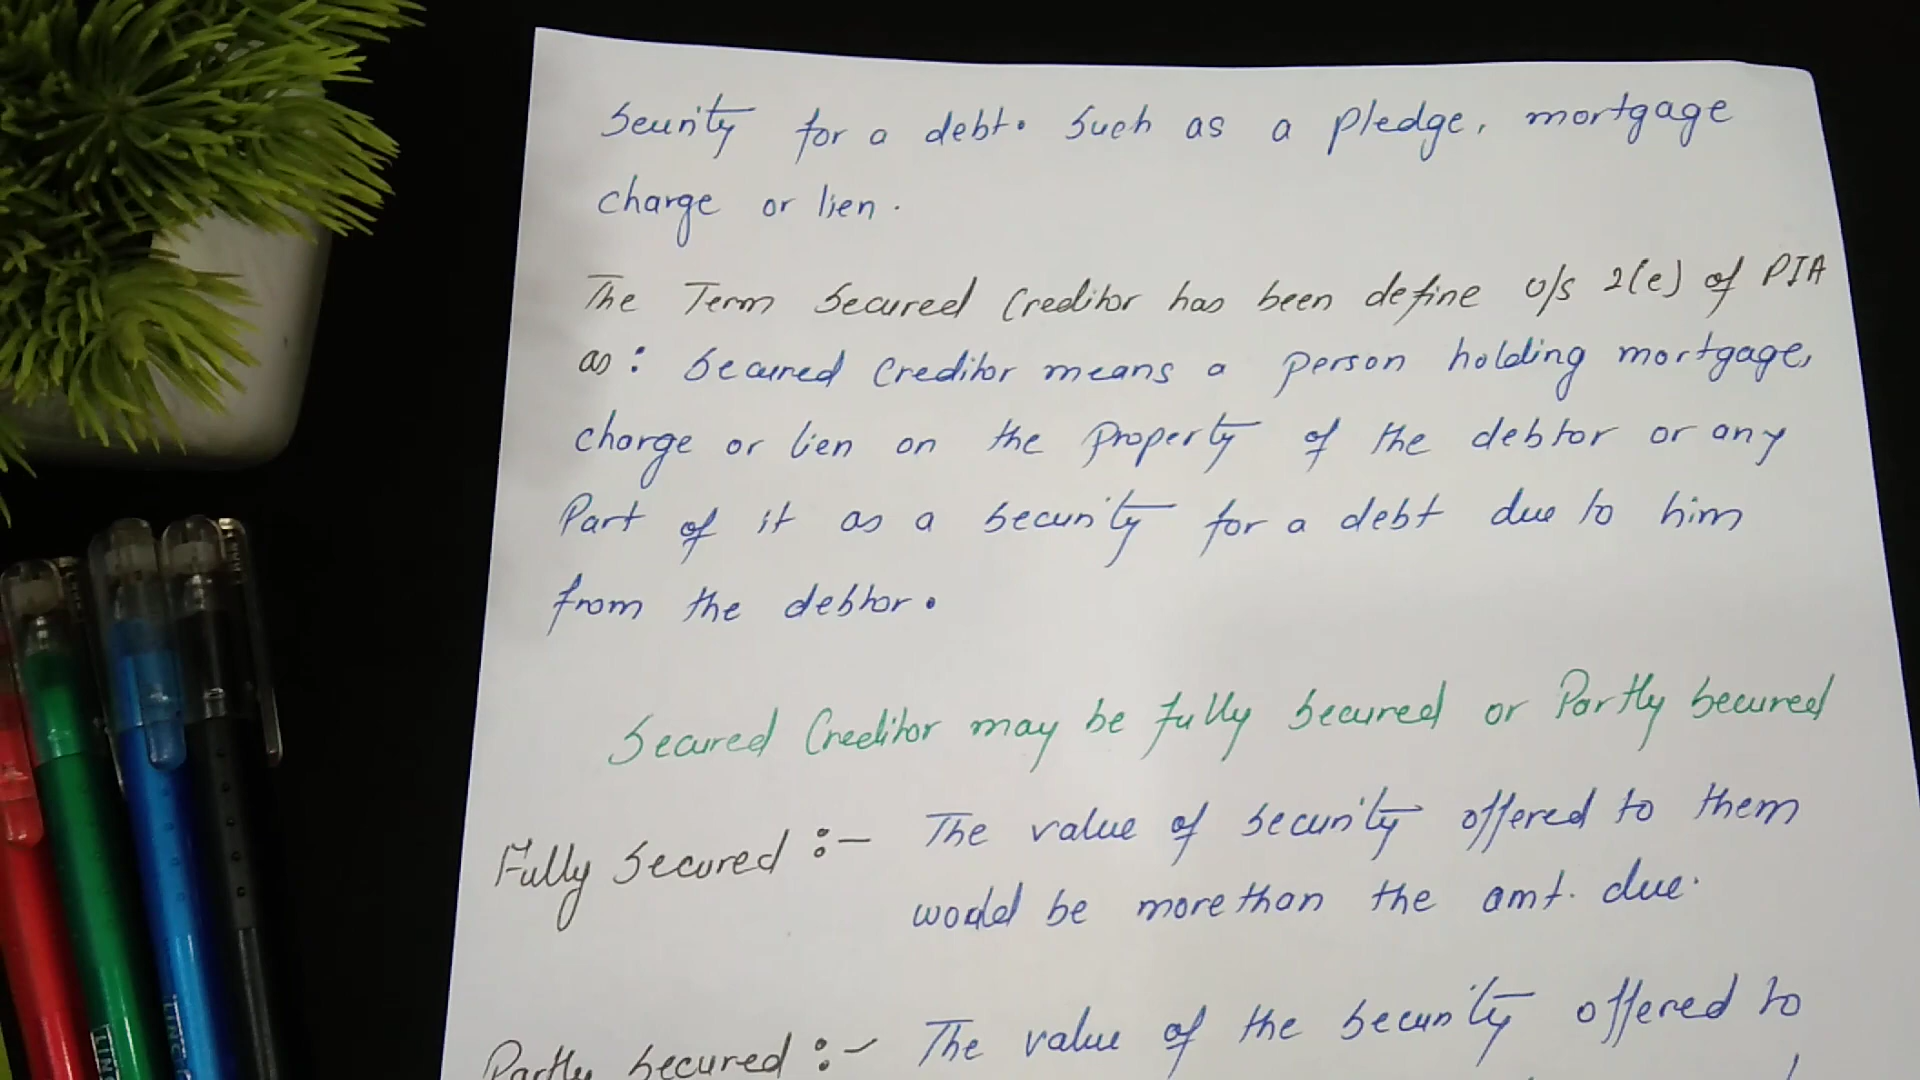 Security for a debt. Such as a pledge, mortgage
charge or lien.
The Term Secured Creditor has been define u/s 2(e) of PIA
as: Secured Creditor means a person holding mortgage,
charge or lien on the property of the debtor or any
Part of it as a security for a debt due to him
from the debtor.
Secured Creditor may be fully secured or Partly secured
Fully Secured :- The value of security offered to them
would be more than the amt. due.
Partly secured :- The value of the security offered to